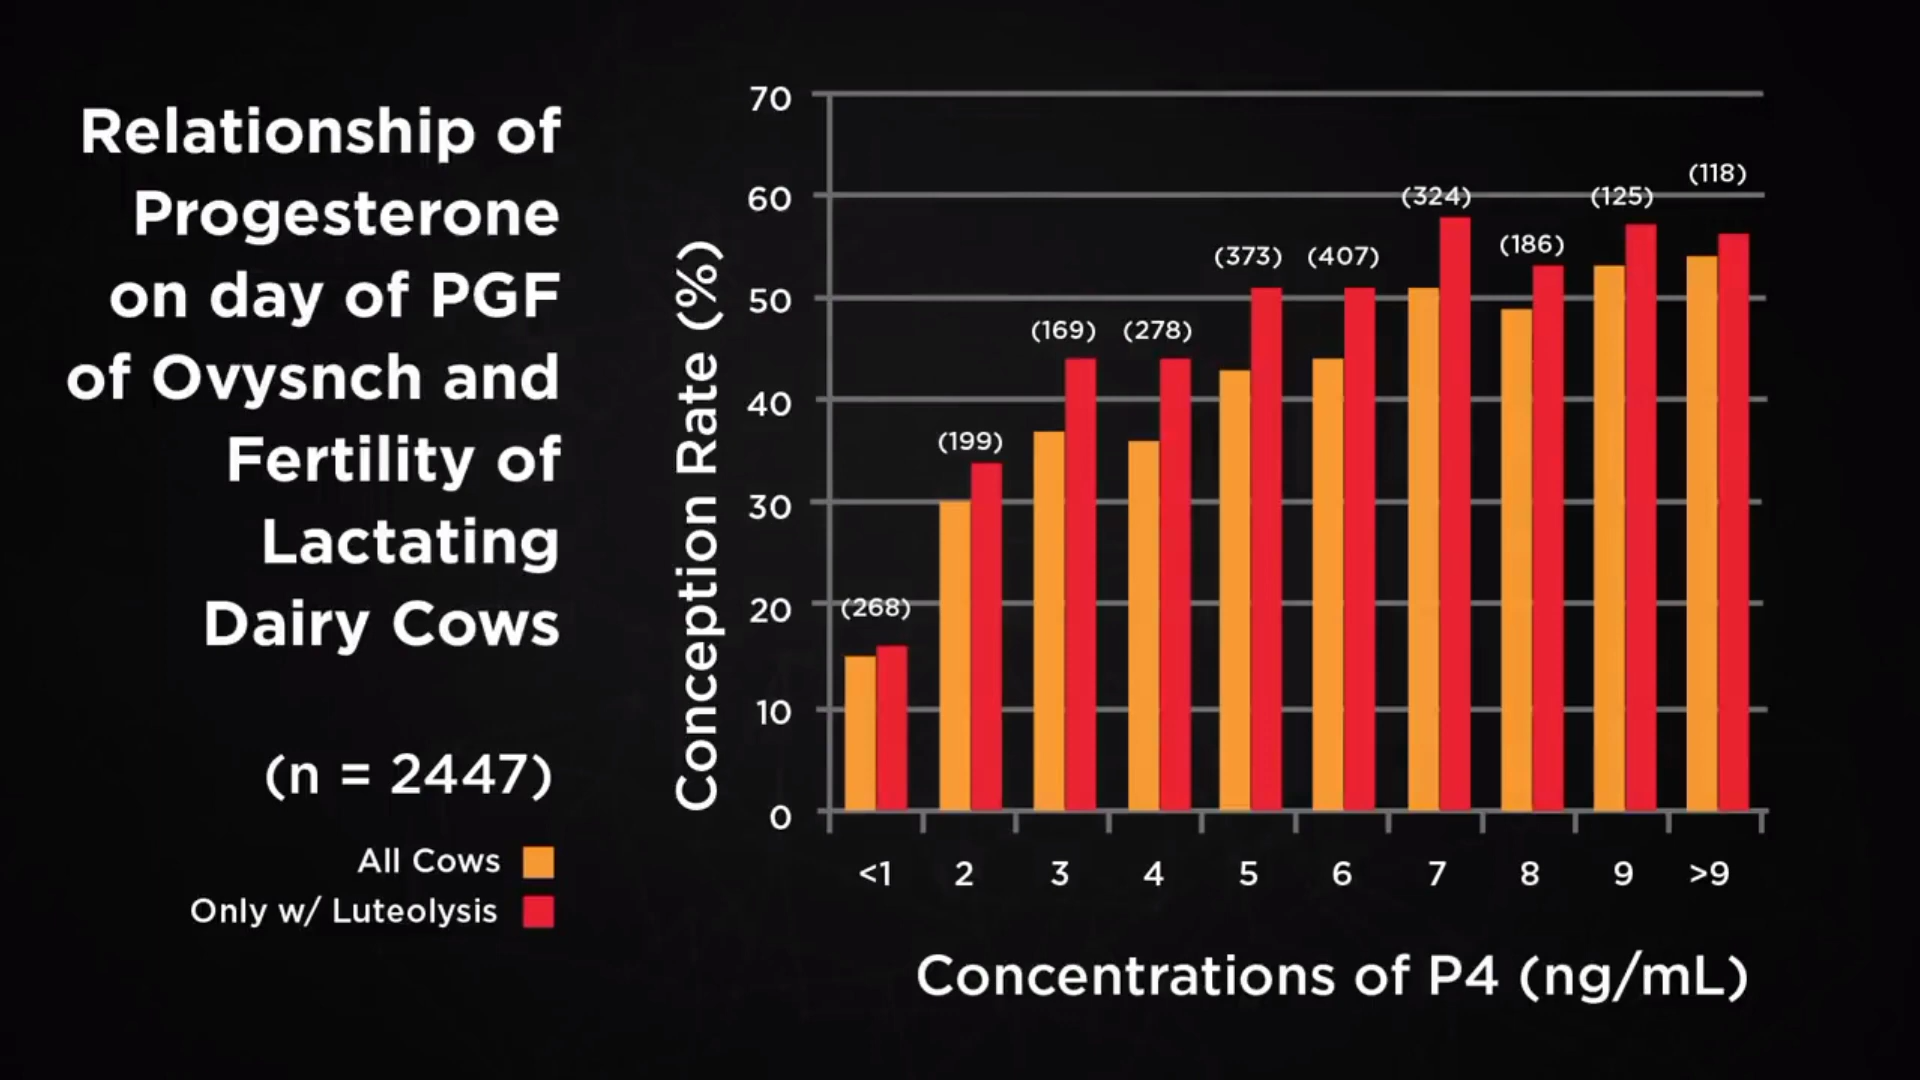 Relationship of
Progesterone
on day of PGF
of Ovysnch and
Fertility of
Lactating
Dairy Cows
(n = 2447)
All Cows
Only w/ Luteolysis
Conception Rate (%)
70
60
50
40
30
20
10
0
(268)
(199)
(169)
(278)
(373)
(407)
(324)
(186)
(125)
(118)
<1 2 3 4 5 6 7 8 9 >9
Concentrations of P4 (ng/mL)